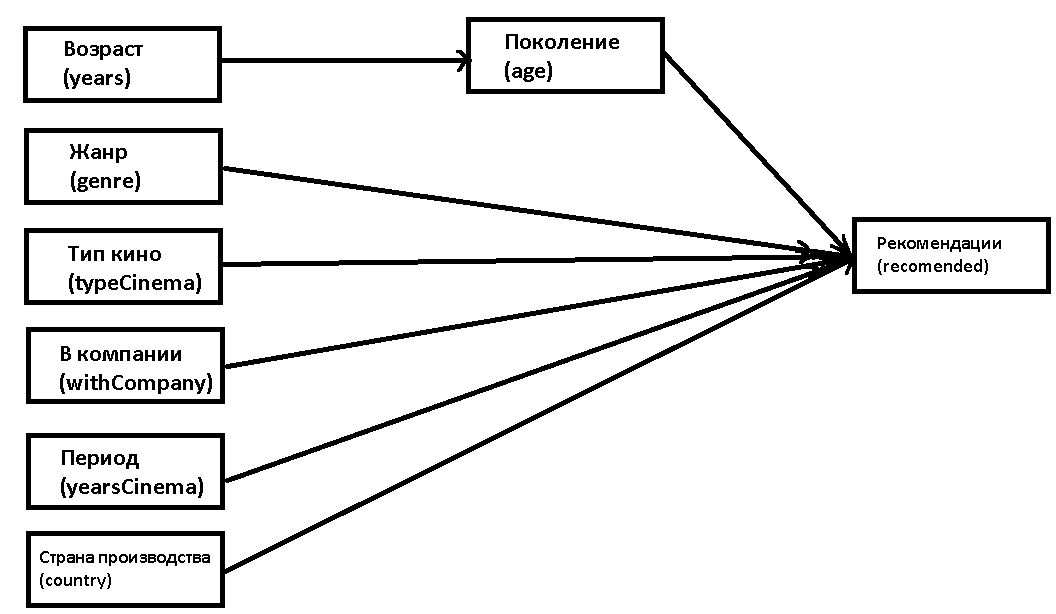 Возраст
(years)
Поколение
(age)
Жанр
(genre)
Тип кино
(typeCinema)
Рекомендации
(recomended)
В компании
(withCompany)
Период
(yearsCinema)
Страна производства
(country)